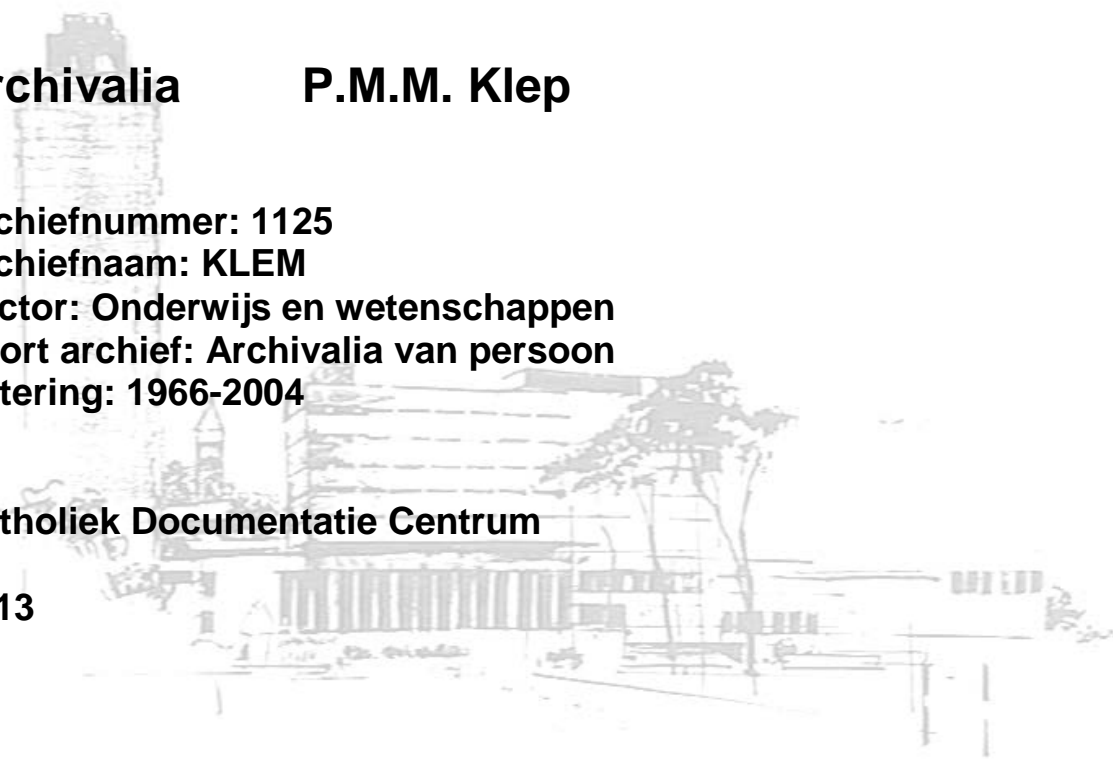 rchivalia P.M.M. Klep
chiefnummer: 1125
chiefnaam: KLEM
ctor: Onderwijs en wetenschappen
ort archief: Archivalia van persoon
tering: 1966-2004
tholiek Documentatie Centrum
13